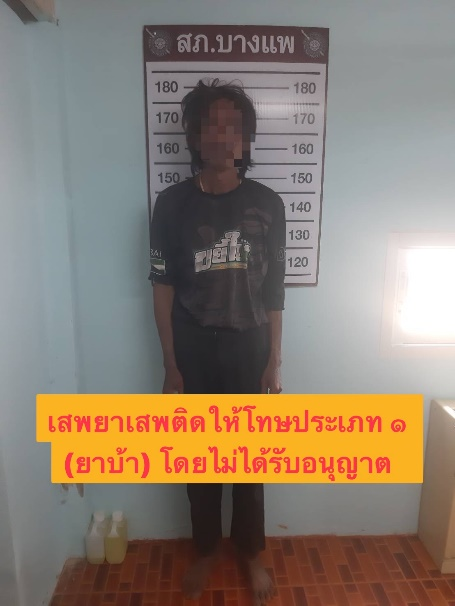 สภ.บางแพ
180 180
170 170
160 160
150 150
140
130
120
ขยี้ใ
เสพยาเสพติดให้โทษประเภท ๑
(ยาบ้า) โดยไม่ได้รับอนุญาต